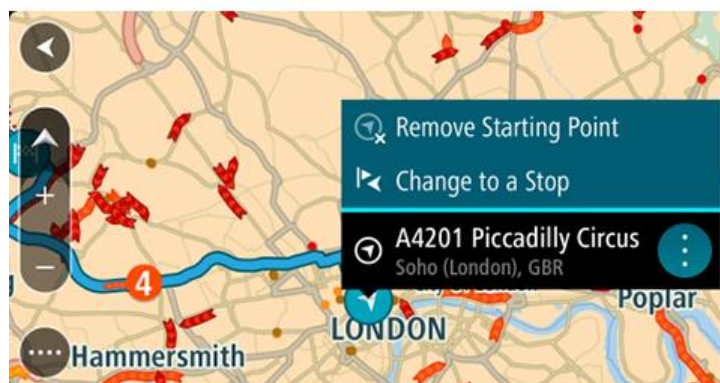 Remove Starting Point
Change to a Stop
A4201 Piccadilly Circus
Soho (London), GBR
4
Poplar
LONDON
Hammersmith